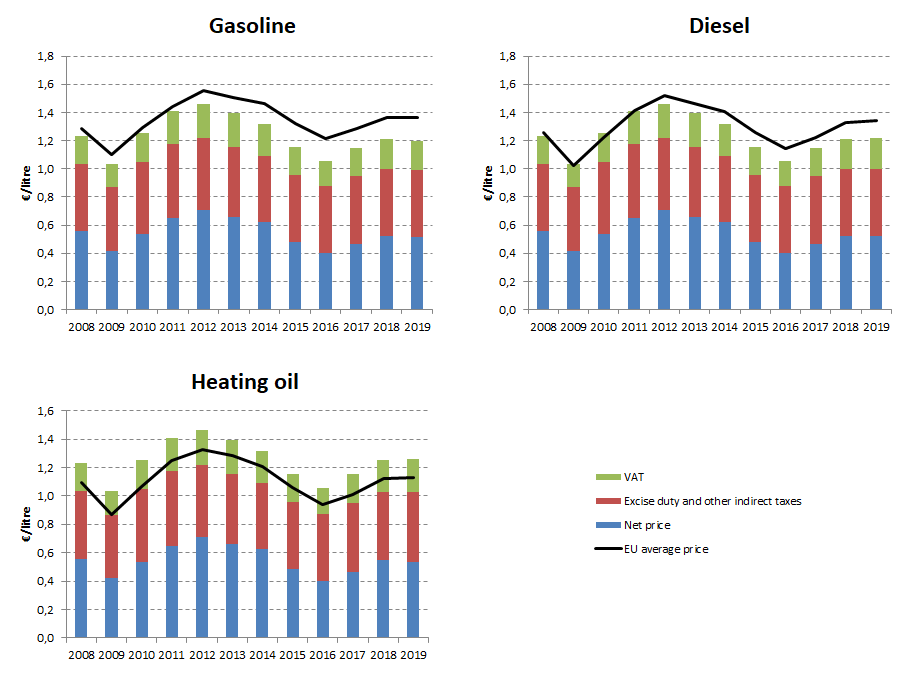 Gasoline
1,8
1,6
1,4
1,2
1,0
0,8
0,6
0,4
0,2
0,0
€/litre
2008 2009 2010 2011 2012 2013 2014 2015 2016 2017 2018 2019
Diesel
1,8
1,6
1,4
1,2
1,0
0,8
0,6
0,4
0,2
0,0
€/litre
2008 2009 2010 2011 2012 2013 2014 2015 2016 2017 2018 2019
Heating oil
1,6
1,4
1,2
1,0
0,8
0,6
0,4
0,2
0,0
€/litre
2008 2009 2010 2011 2012 2013 2014 2015 2016 2017 2018 2019
VAT
Excise duty and other indirect taxes
Net price
EU average price